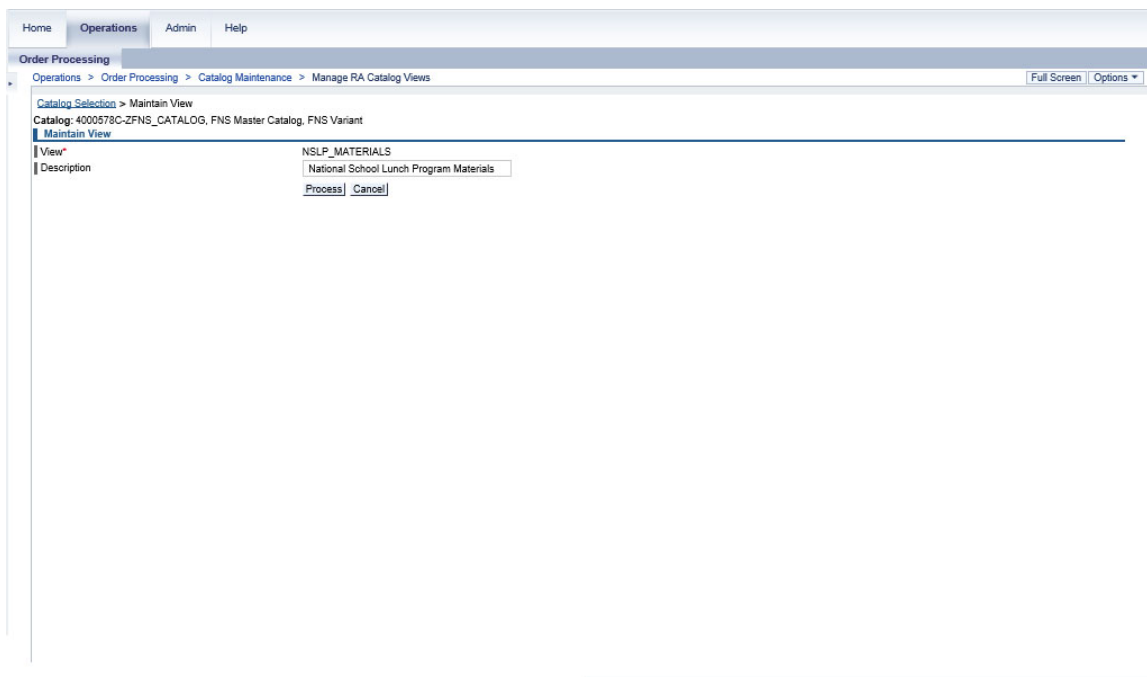 Home Operations Admin Help
Order Processing
Operations > Order Processing > Catalog Maintenance > Manage RA Catalog Views Full Screen Options
Catalog Selection > Maintain View
Catalog: 4000578C-ZFNS_CATALOG, FNS Master Catalog, FNS Variant
Maintain View
View* NSLP_MATERIALS
Description National School Lunch Program Materials
Process Cancel